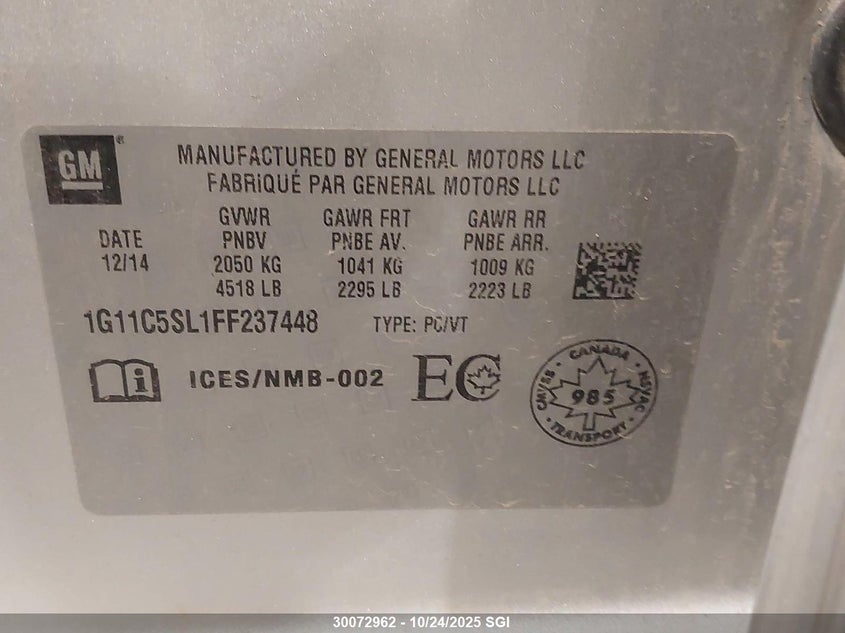 GM
MANUFACTURED BY GENERAL MOTORS LLC
FABRIQUÉ PAR GENERAL MOTORS LLC
DATE
12/14
GVWR
PNBV
2050 KG
4518 LB
GAWR FRT
PNBE AV.
1041 KG
2295 LB
GAWR RR
PNBE ARR.
1009 KG
2223 LB
1G11C5SL1FF237448 TYPE: PC/VT
i ICES/NMB-002 EC
CANADA
CMVSS 985 NSVAC
TRANSPORT
30072962 - 10/24/2025 SGI